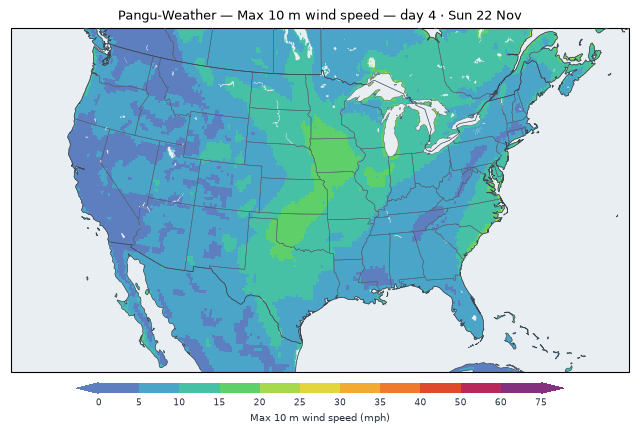 Pangu-Weather — Max 10 m wind speed — day 4 · Sun 22 Nov
0 5 10 15 20 25 30 35 40 50 60 75
Max 10 m wind speed (mph)